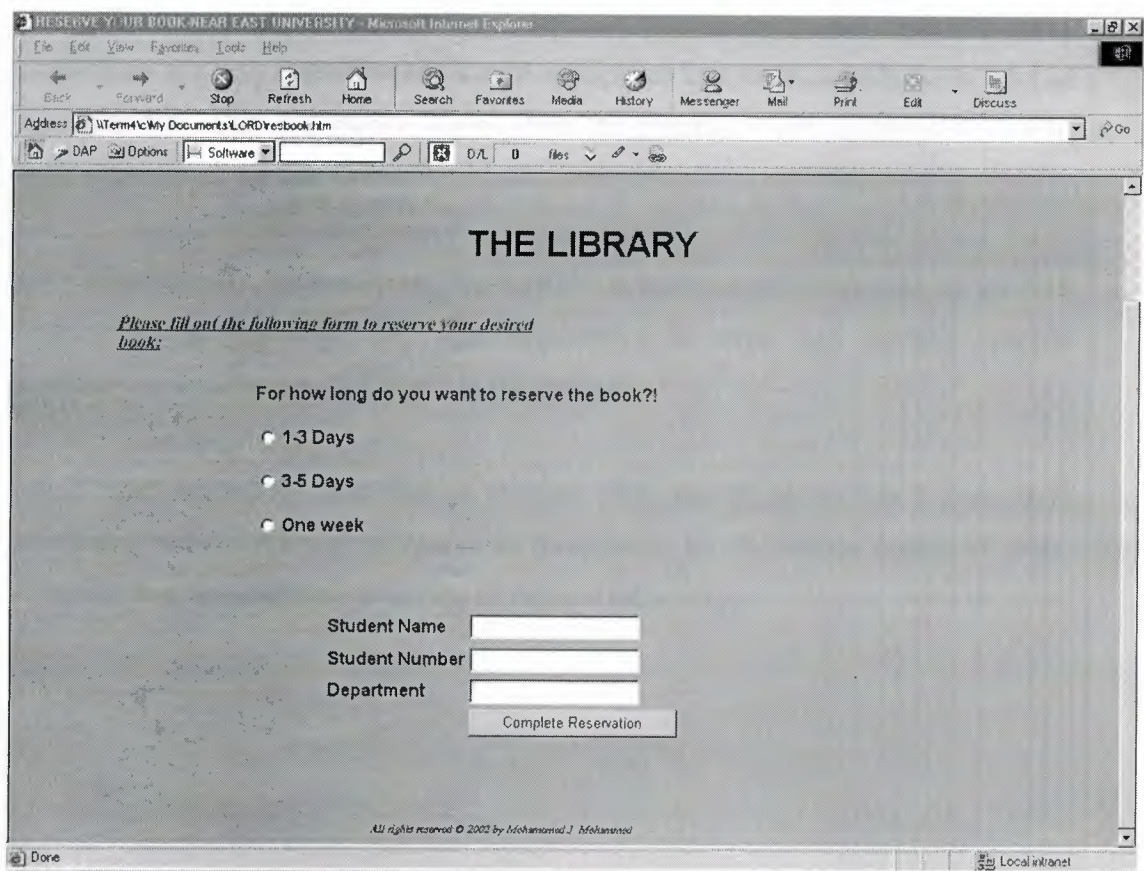 RESERVE YOUR BOOK-NEAR EAST UNIVERSITY - Microsoft Internet Explorer
File Edit View Favorites Tools Help
Back Forward Stop Refresh Home Search Favorites Media History Messenger Mail Print Edit Discuss
Address \\Term4\c\My Documents\LORD\resbook.htm Go
DAP Options Software D/L 0 files
THE LIBRARY
Please fill out the following form to reserve your desired
book:
For how long do you want to reserve the book?!
1-3 Days
3-5 Days
One week
Student Name
Student Number
Department
Complete Reservation
All rights reserved © 2002 by Mohammed J. Mohammed
Done Local intranet